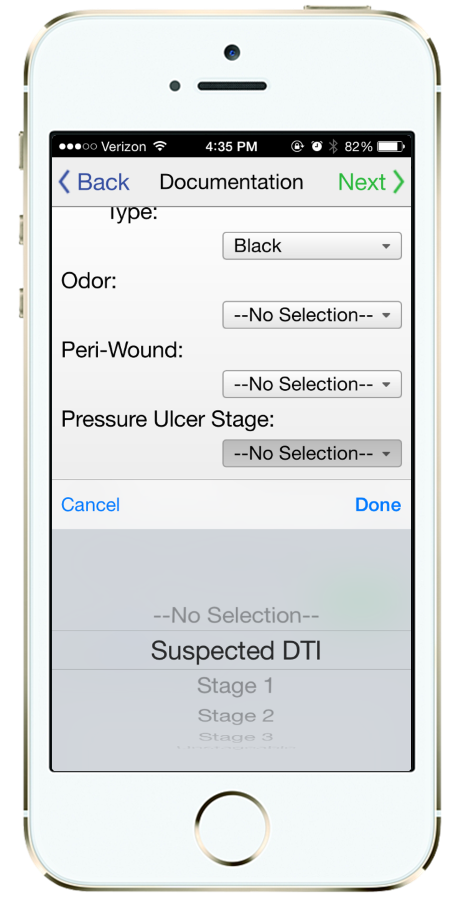 Verizon 4:35 PM 82%
Back Documentation Next
Type:
Black
Odor:
--No Selection--
Peri-Wound:
--No Selection--
Pressure Ulcer Stage:
--No Selection--
Cancel Done
--No Selection--
Suspected DTI
Stage 1
Stage 2
Stage 3